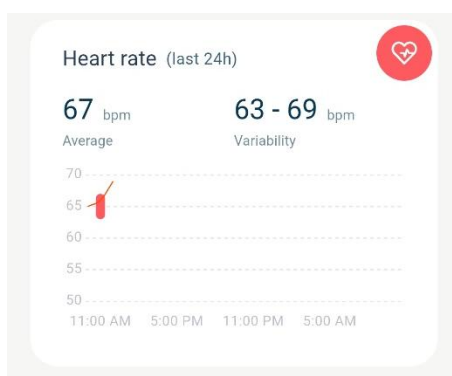 Heart rate (last 24h)
67 bpm 63 - 69 bpm
Average Variability
70
65
60
55
50
11:00 AM 5:00 PM 11:00 PM 5:00 AM